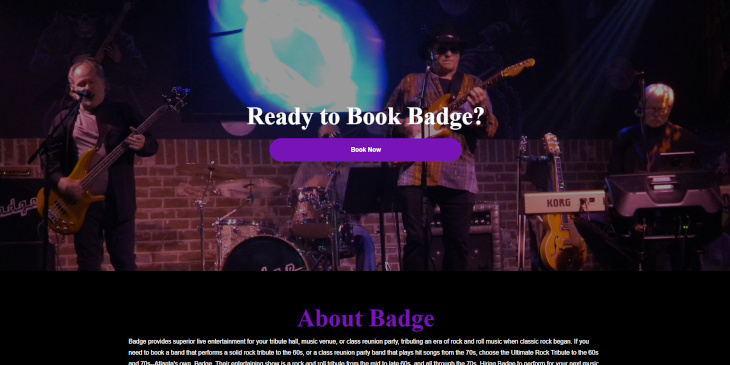 Ready to Book Badge?
Book Now
Badge
KORG
Badge
About Badge
Badge provides superior live entertainment for your tribute hall, music venue, or class reunion party, tributing an era of rock and roll music when classic rock began. If you
need to book a band that performs a solid rock tribute to the 60s, or a class reunion party band that plays hit songs from the 70s, choose the Ultimate Rock Tribute to the 60s
and 70s–Atlanta's own, Badge. Their entertaining show is a rock and roll tribute from the mid to late 60s, and all through the 70s. Hiring Badge to perform for your next music